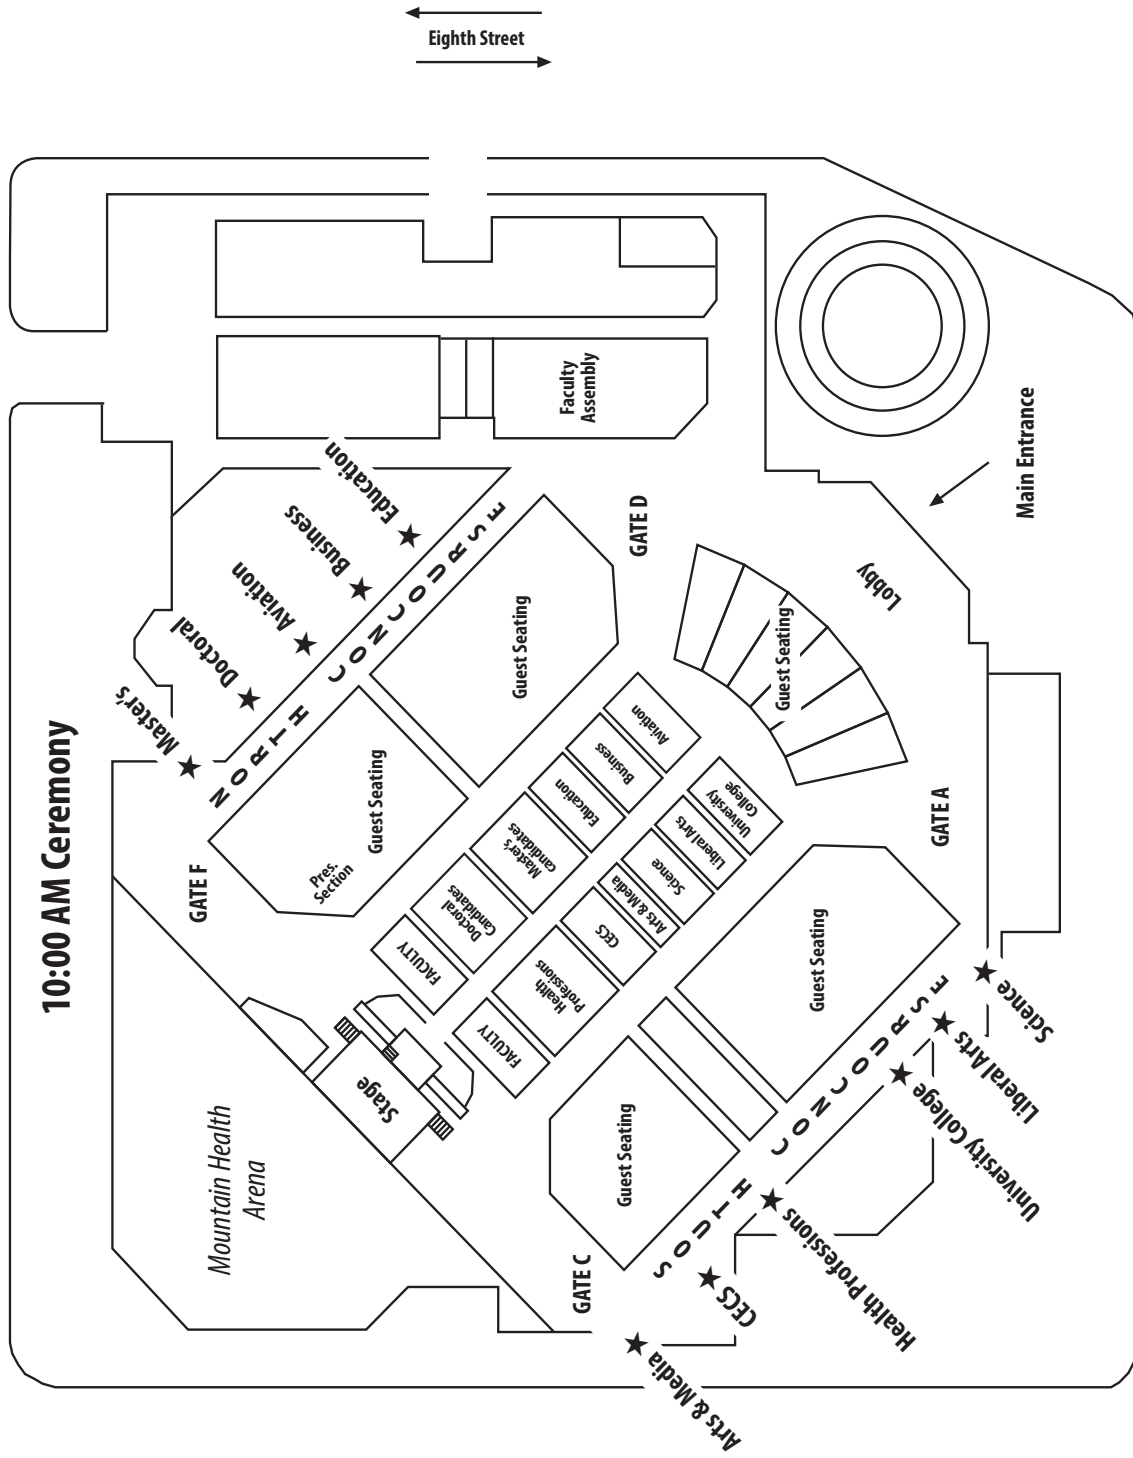 10:00 AM Ceremony
Eighth Street
Mountain Health
Arena
Faculty
Assembly
Main Entrance
Lobby
GATE F
GATE D
GATE A
GATE C
NORTH CONCOURSE
Master's
Doctoral
Aviation
Business
Education
Guest Seating
Pres.
Section
Guest Seating
Guest Seating
Stage
FACULTY
Doctoral
Candidates
Master's
candidates
Education
Business
Aviation
FACULTY
Health
Professions
CECS
Arts & Media
Science
Liberal Arts
University
College
Guest Seating
Guest Seating
SOUTH CONCOURSE
Arts & Media
CECS
Health Professions
University College
Liberal Arts
Science